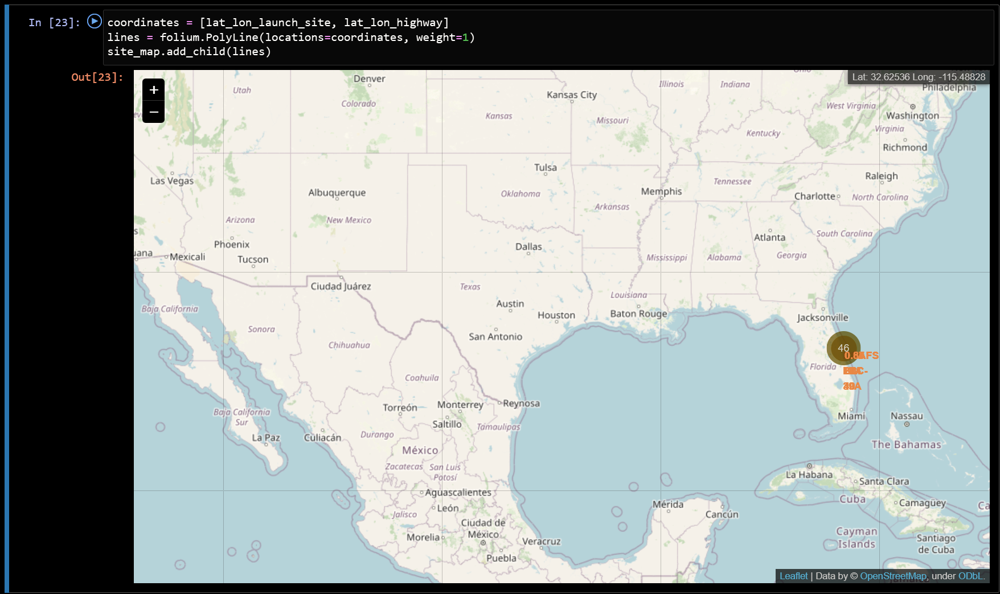 In [23]:
coordinates = [lat_lon_launch_site, lat_lon_highway]
lines = folium.PolyLine(locations=coordinates, weight=1)
site_map.add_child(lines)
Out[23]:
+
−
Lat: 32.62536 Long: -115.48828
Denver
Utah
Colorado
Kansas City
Kansas
Missouri
Illinois
Indiana
Ohio
Philadelphia
West Virginia
Washington
Virginia
Kentucky
Richmond
Las Vegas
Albuquerque
Tulsa
Oklahoma
Memphis
Tennessee
Raleigh
Charlotte
North Carolina
Arizona
New Mexico
Arkansas
South Carolina
Atlanta
Phoenix
Tucson
Dallas
Mississippi
Alabama
Georgia
Mexicali
Ciudad Juárez
Texas
Louisiana
Austin
Houston
Baton Rouge
Jacksonville
Baja California
Sonora
Chihuahua
San Antonio
46
Florida
Coahuila
Torreón
Monterrey
Reynosa
Saltillo
Tamaulipas
Baja California
Sur
La Paz
Culiacán
Durango
México
Miami
Nassau
The Bahamas
Zacatecas
San Luis
Potosí
La Habana
Santa Clara
Cuba
Camagüey
Aguascalientes
León
Jalisco
Mérida
Cancún
Ciudad de
México
Morelia
Veracruz
Puebla
Cayman
Islands
Santiago
de Cuba
Leaflet | Data by © OpenStreetMap, under ODbL.